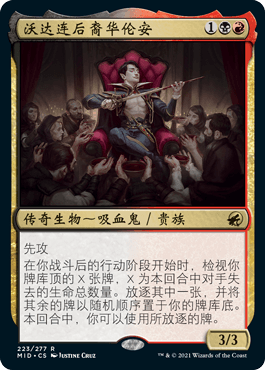 沃达连后裔华伦安 1
传奇生物～吸血鬼／贵族
先攻
在你战斗后的行动阶段开始时，检视你
牌库顶的X张牌，X为本回合中对手失
去的生命总数量。放逐其中一张，并将
其余的牌以随机顺序置于你的牌库底。
本回合中，你可以使用所放逐的牌。
3/3
223/277 R
MID • CS Justine Cruz
™ & © 2021 Wizards of the Coast